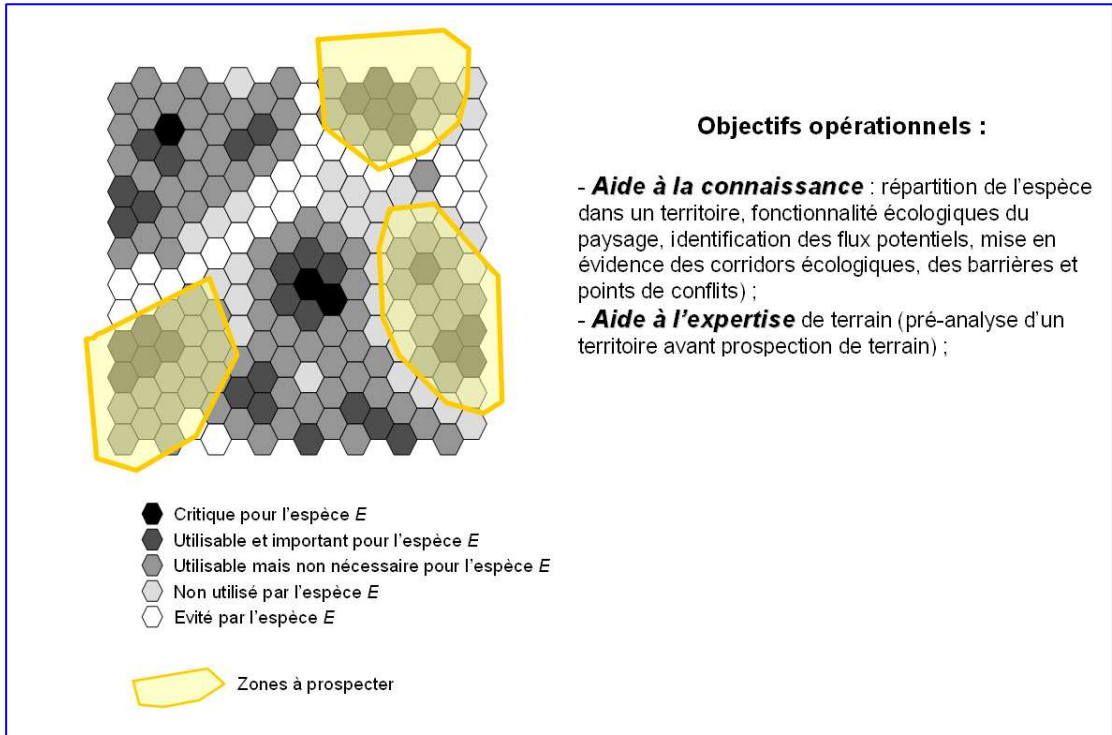 Objectifs opérationnels :
- Aide à la connaissance : répartition de l'espèce
dans un territoire, fonctionnalité écologiques du
paysage, identification des flux potentiels, mise en
évidence des corridors écologiques, des barrières et
points de conflits) ;
- Aide à l'expertise de terrain (pré-analyse d'un
territoire avant prospection de terrain) ;
Critique pour l'espèce E
Utilisable et important pour l'espèce E
Utilisable mais non nécessaire pour l'espèce E
Non utilisé par l'espèce E
Evité par l'espèce E
Zones à prospecter